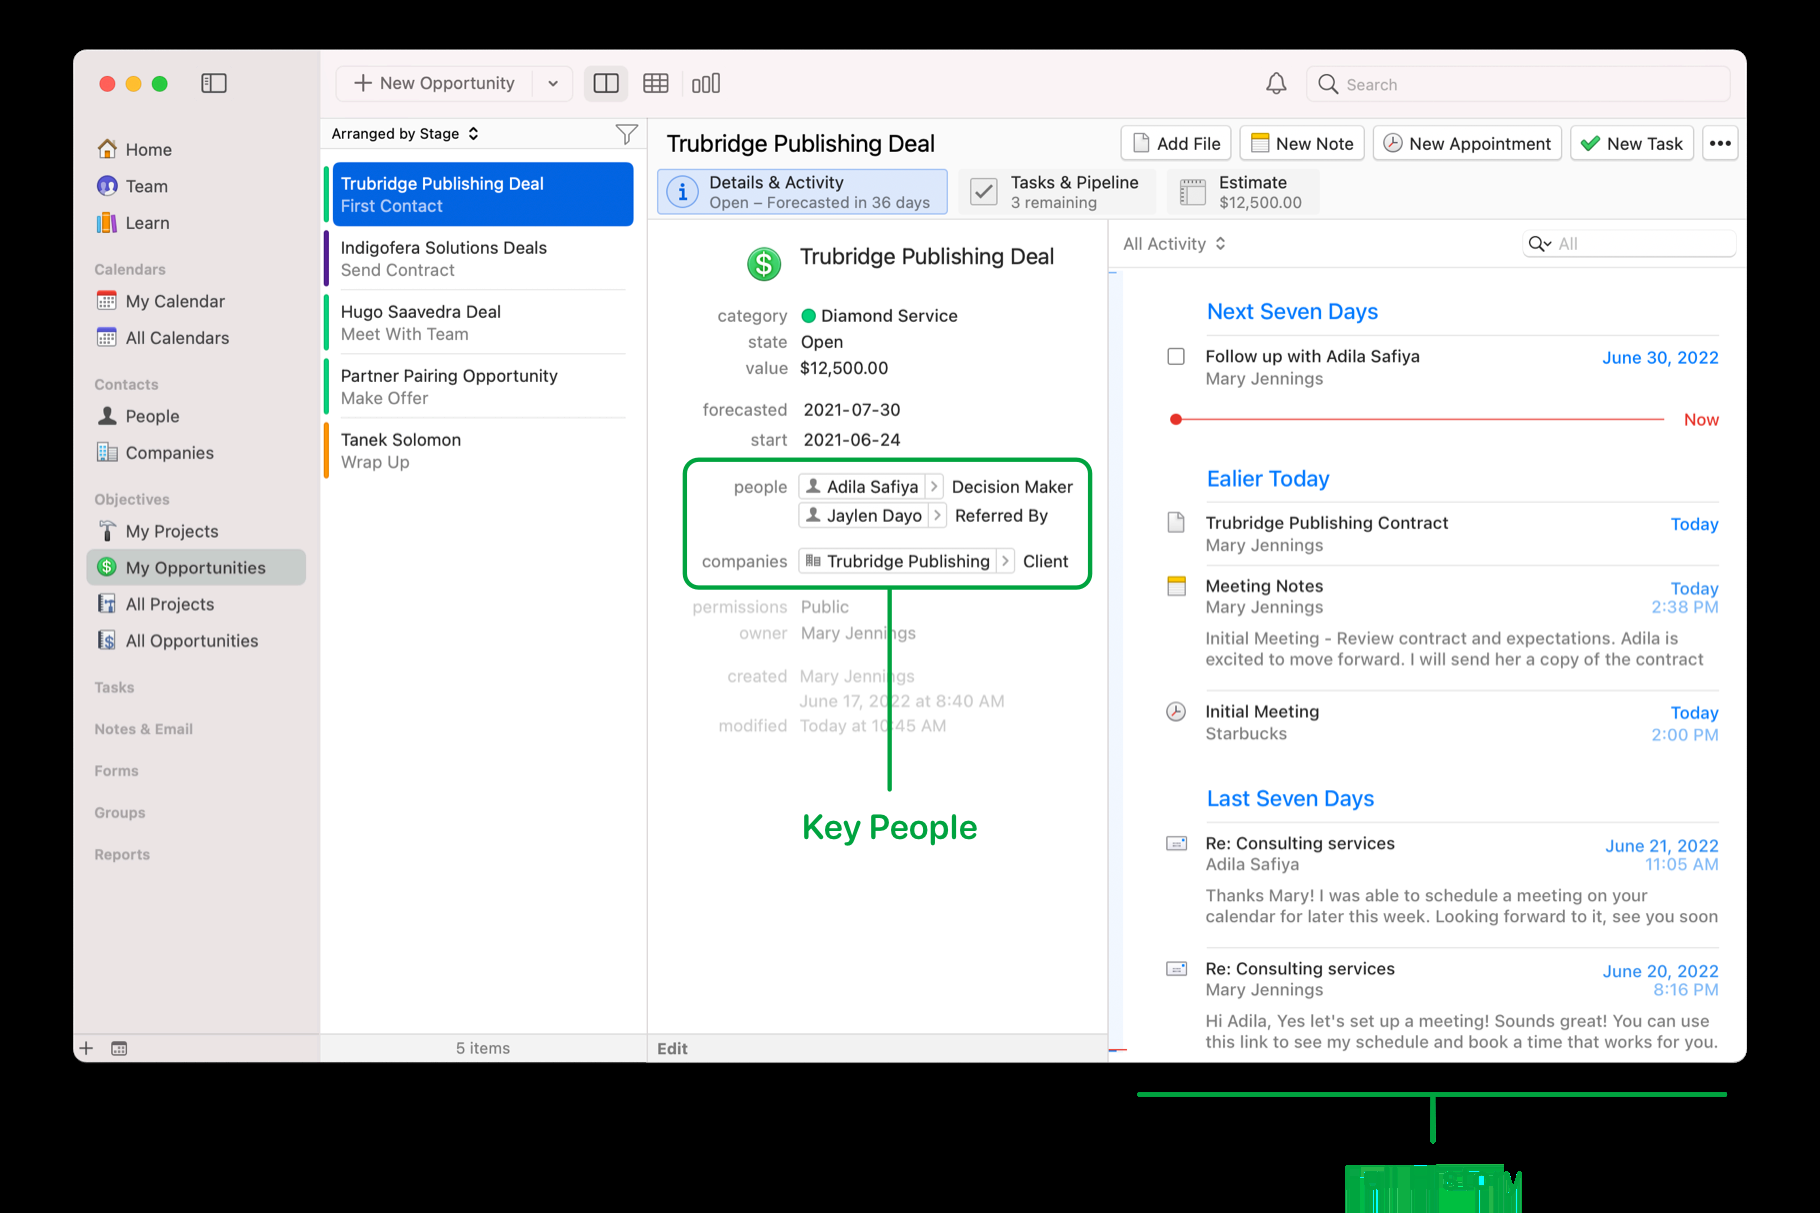 New Opportunity
Search
Home
Team
Learn
Calendars
My Calendar
All Calendars
Contacts
People
Companies
Objectives
My Projects
My Opportunities
All Projects
All Opportunities
Tasks
Notes & Email
Forms
Groups
Reports
Arranged by Stage
Trubridge Publishing Deal
First Contact
Indigofera Solutions Deals
Send Contract
Hugo Saavedra Deal
Meet With Team
Partner Pairing Opportunity
Make Offer
Tanek Solomon
Wrap Up
5 items
Trubridge Publishing Deal
Add File
New Note
New Appointment
New Task
Details & Activity
Open – Forecasted in 36 days
Tasks & Pipeline
3 remaining
Estimate
$12,500.00
Trubridge Publishing Deal
category Diamond Service
state Open
value $12,500.00
forecasted 2021-07-30
start 2021-06-24
people Adila Safiya Decision Maker
Jaylen Dayo Referred By
companies Trubridge Publishing Client
permissions Public
owner Mary Jennings
created Mary Jennings
June 17, 2022 at 8:40 AM
modified Today at 10:45 AM
Key People
Edit
All Activity
All
Next Seven Days
Follow up with Adila Safiya June 30, 2022
Mary Jennings
Now
Ealier Today
Trubridge Publishing Contract Today
Mary Jennings
Meeting Notes Today
Mary Jennings 2:38 PM
Initial Meeting - Review contract and expectations. Adila is
excited to move forward. I will send her a copy of the contract
Initial Meeting Today
Starbucks 2:00 PM
Last Seven Days
Re: Consulting services June 21, 2022
Adila Safiya 11:05 AM
Thanks Mary! I was able to schedule a meeting on your
calendar for later this week. Looking forward to it, see you soon
Re: Consulting services June 20, 2022
Mary Jennings 8:16 PM
Hi Adila, Yes let's set up a meeting! Sounds great! You can use
this link to see my schedule and book a time that works for you.